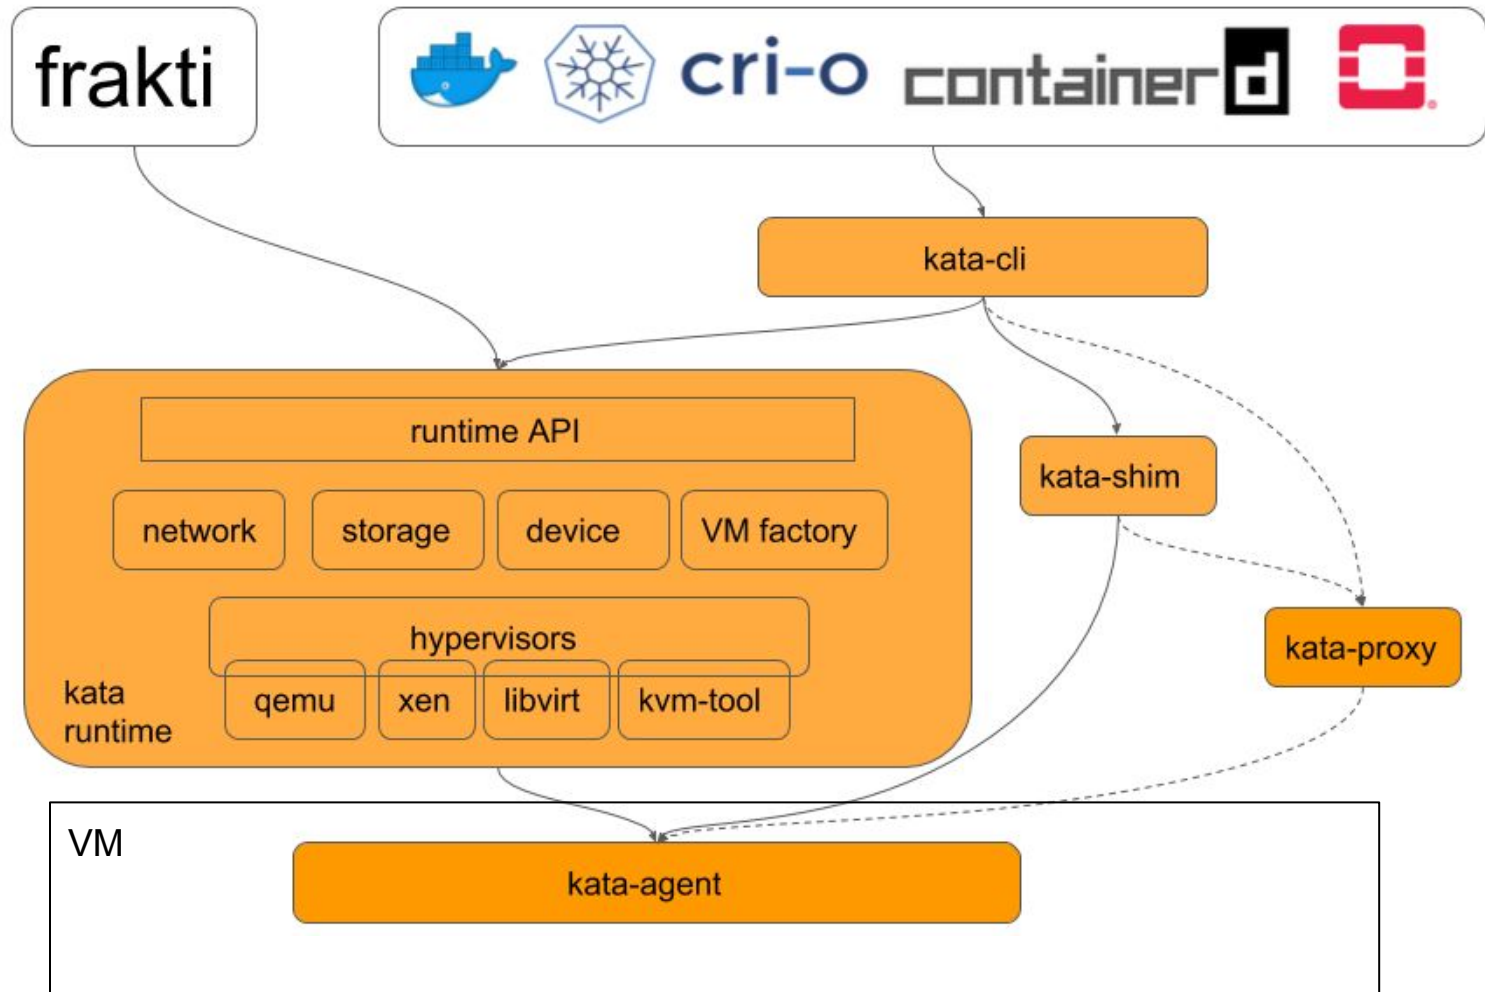 frakti
cri-o
containerd
kata-cli
runtime API
kata-shim
network
storage
device
VM factory
hypervisors
kata-proxy
qemu
xen
libvirt
kvm-tool
kata
runtime
VM
kata-agent